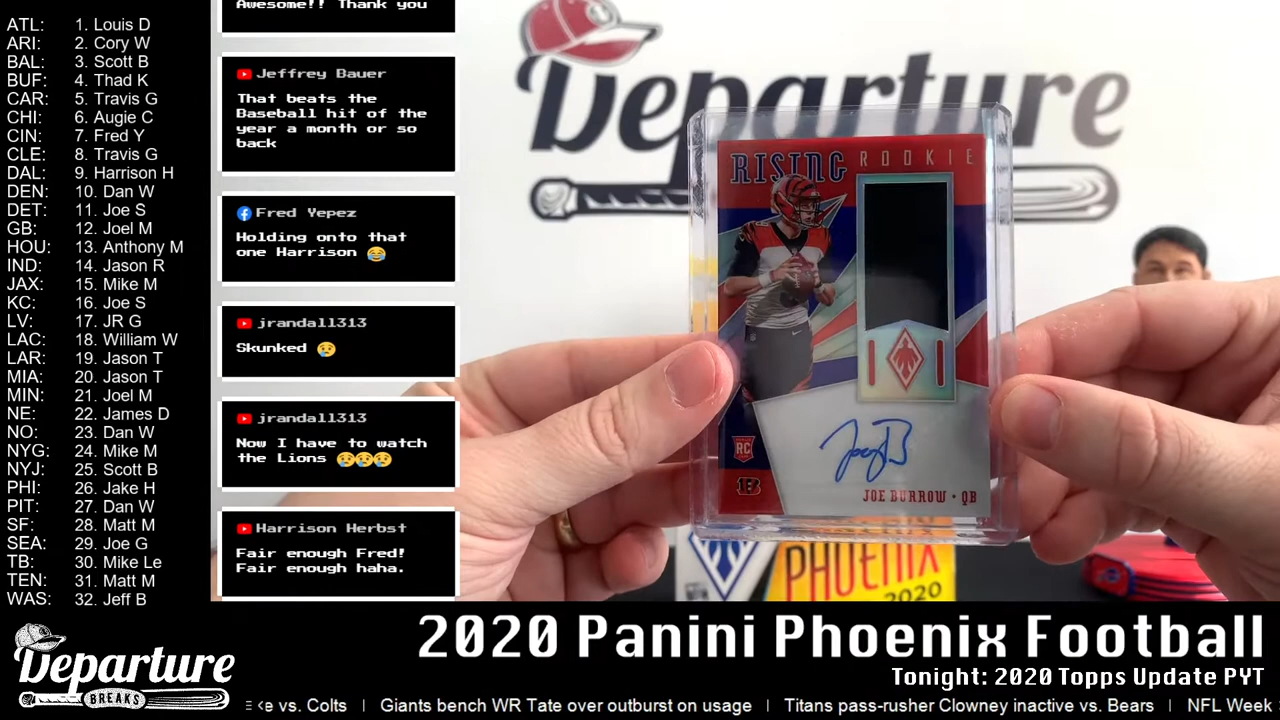 ATL: 1. Louis D
ARI: 2. Cory W
BAL: 3. Scott B
BUF: 4. Thad K
CAR: 5. Travis G
CHI: 6. Augie C
CIN: 7. Fred Y
CLE: 8. Travis G
DAL: 9. Harrison H
DEN: 10. Dan W
DET: 11. Joe S
GB: 12. Joel M
HOU: 13. Anthony M
IND: 14. Jason R
JAX: 15. Mike M
KC: 16. Joe S
LV: 17. JR G
LAC: 18. William W
LAR: 19. Jason T
MIA: 20. Jason T
MIN: 21. Joel M
NE: 22. James D
NO: 23. Dan W
NYG: 24. Mike M
NYJ: 25. Scott B
PHI: 26. Jake H
PIT: 27. Dan W
SF: 28. Matt M
SEA: 29. Joe G
TB: 30. Mike Le
TEN: 31. Matt M
WAS: 32. Jeff B
Awesome!! Thank you
Jeffrey Bauer
That beats the
Baseball hit of the
year a month or so
back
Fred Yepez
Holding onto that
one Harrison 😂
jrandall313
Skunked 😢
jrandall313
Now I have to watch
the Lions 😢😢😢
Harrison Herbst
Fair enough Fred!
Fair enough haha.
Departure
RISING ROOKIE
RC
B
JOE BURROW • QB
PHOENIX
2020
2020 Panini Phoenix Football
Tonight: 2020 Topps Update PYT
Departure
BREAKS
vs. Colts | Giants bench WR Tate over outburst on usage | Titans pass-rusher Clowney inactive vs. Bears | NFL Week